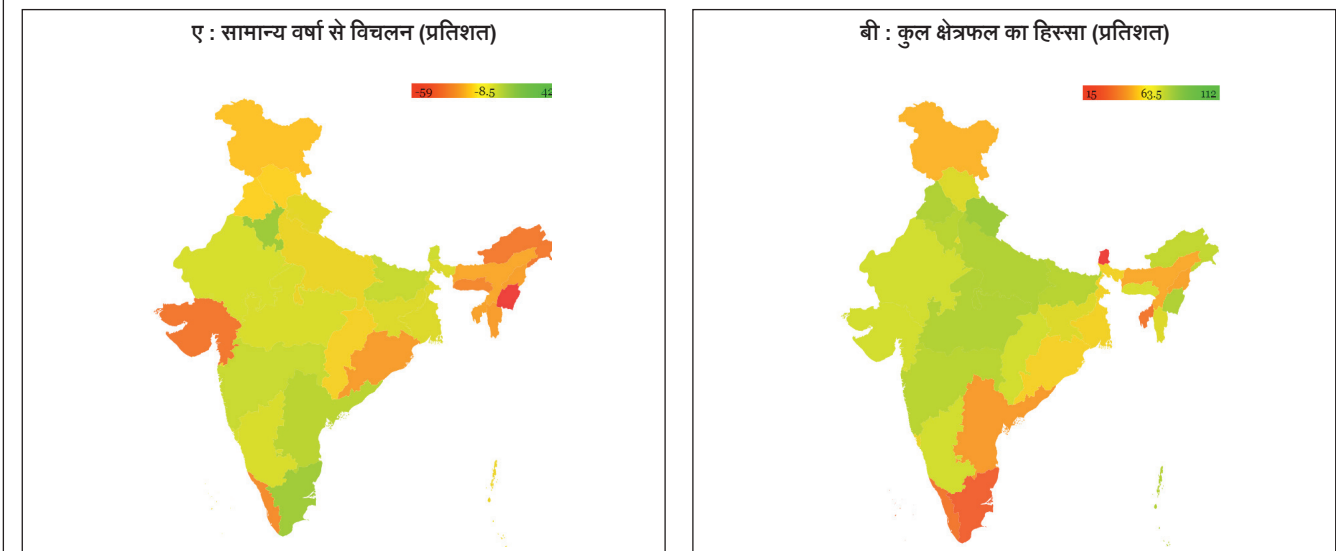 ए : सामान्य वर्षा से विचलन (प्रतिशत)
-59 -8.5 42
बी : कुल क्षेत्रफल का हिस्सा (प्रतिशत)
15 63.5 112